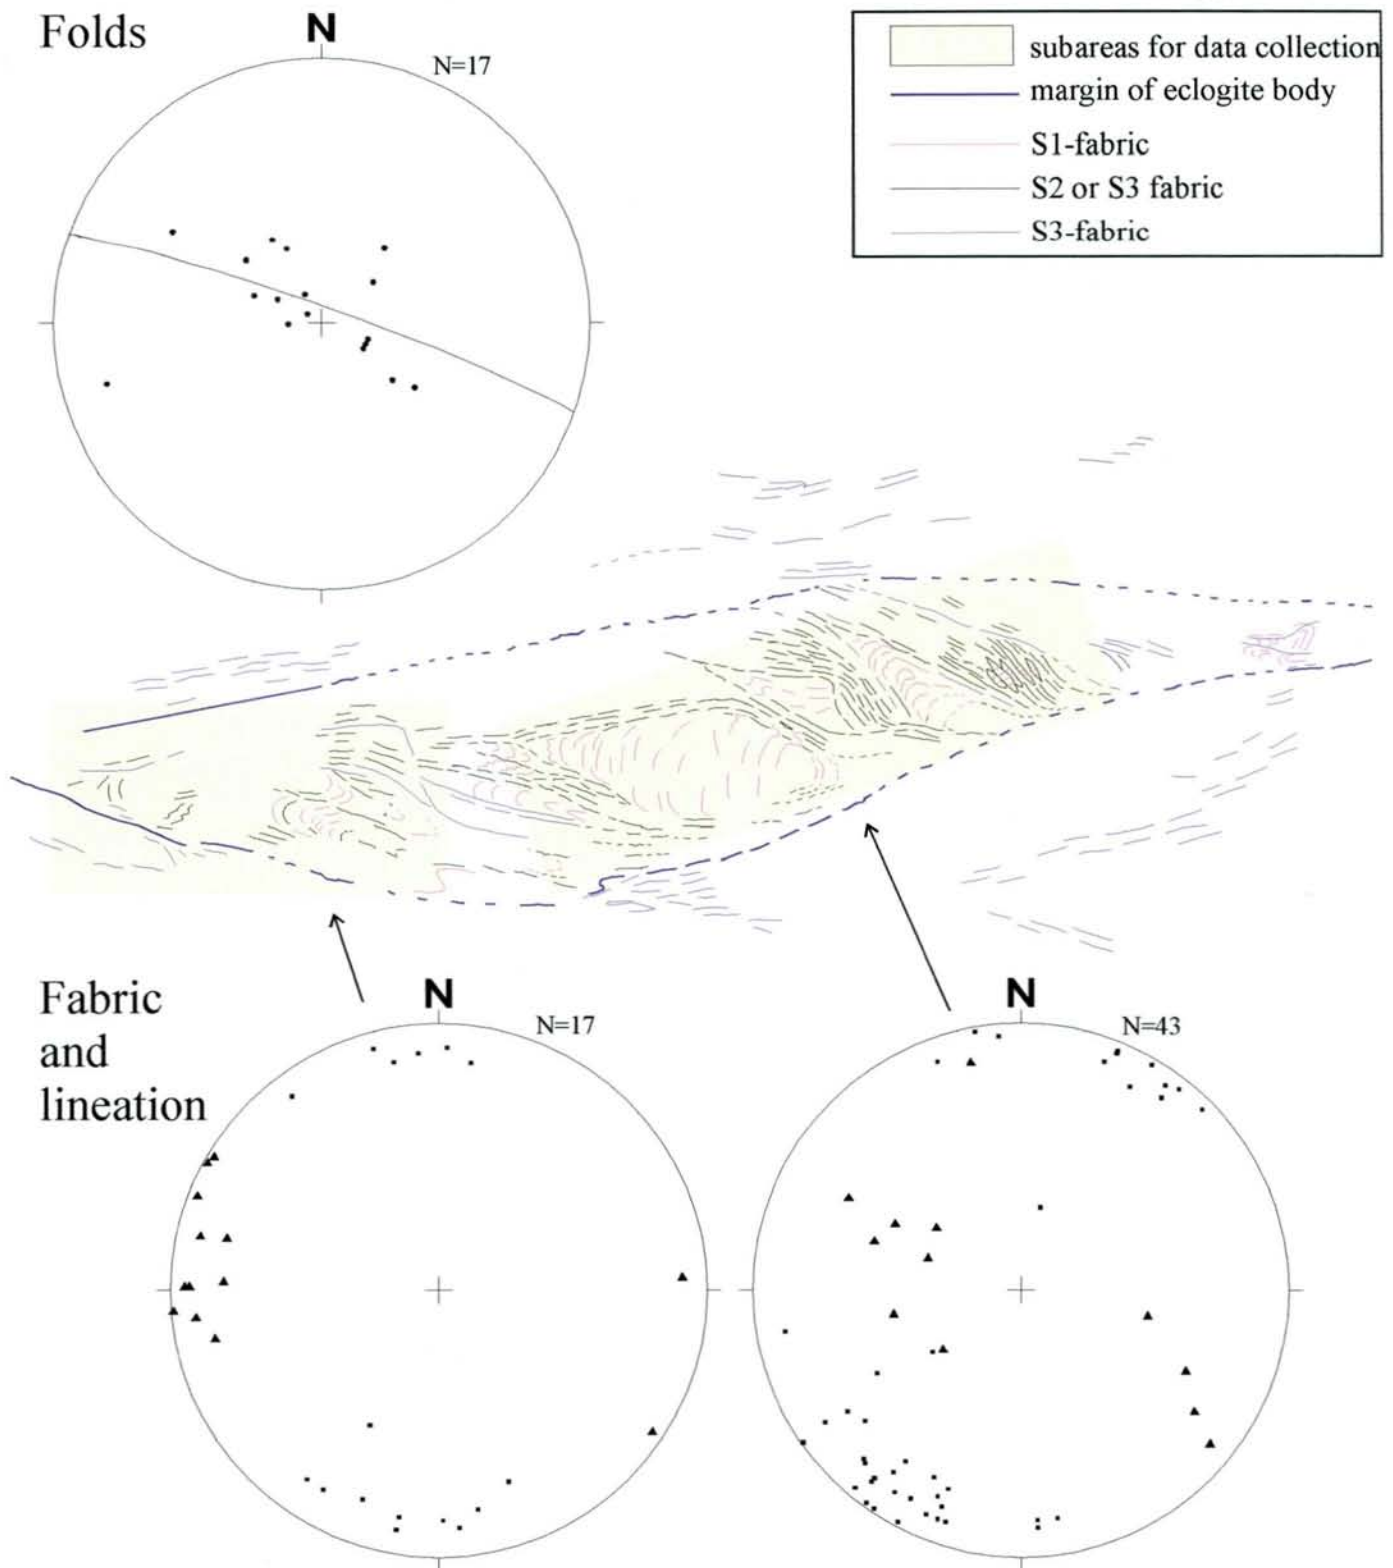 Folds
N
N=17
subareas for data collection
margin of eclogite body
S1-fabric
S2 or S3 fabric
S3-fabric
Fabric
and
lineation
N
N=17
N
N=43